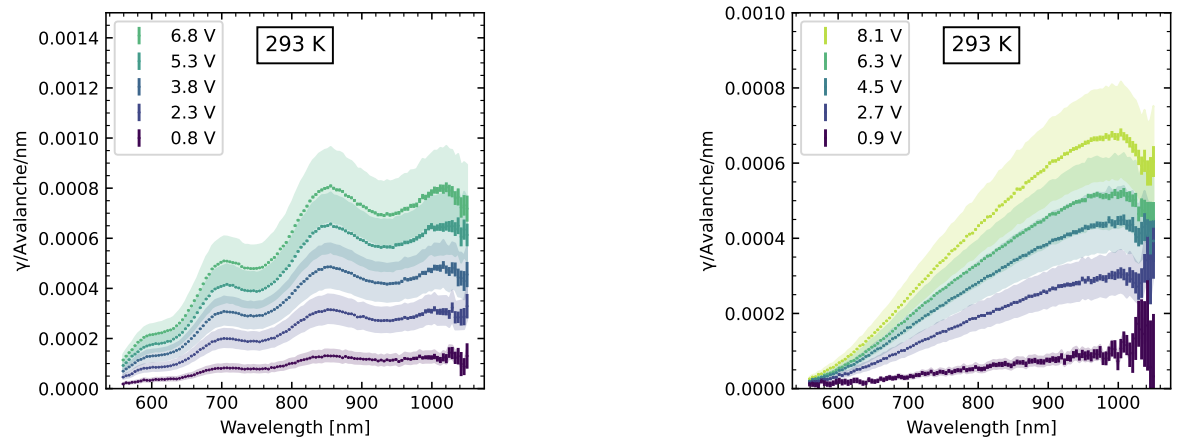 γ/Avalanche/nm
0.0014
0.0012
0.0010
0.0008
0.0006
0.0004
0.0002
0.0000
6.8 V
5.3 V
3.8 V
2.3 V
0.8 V
293 K
600 700 800 900 1000
Wavelength [nm]
γ/Avalanche/nm
0.0010
0.0008
0.0006
0.0004
0.0002
0.0000
8.1 V
6.3 V
4.5 V
2.7 V
0.9 V
293 K
600 700 800 900 1000
Wavelength [nm]